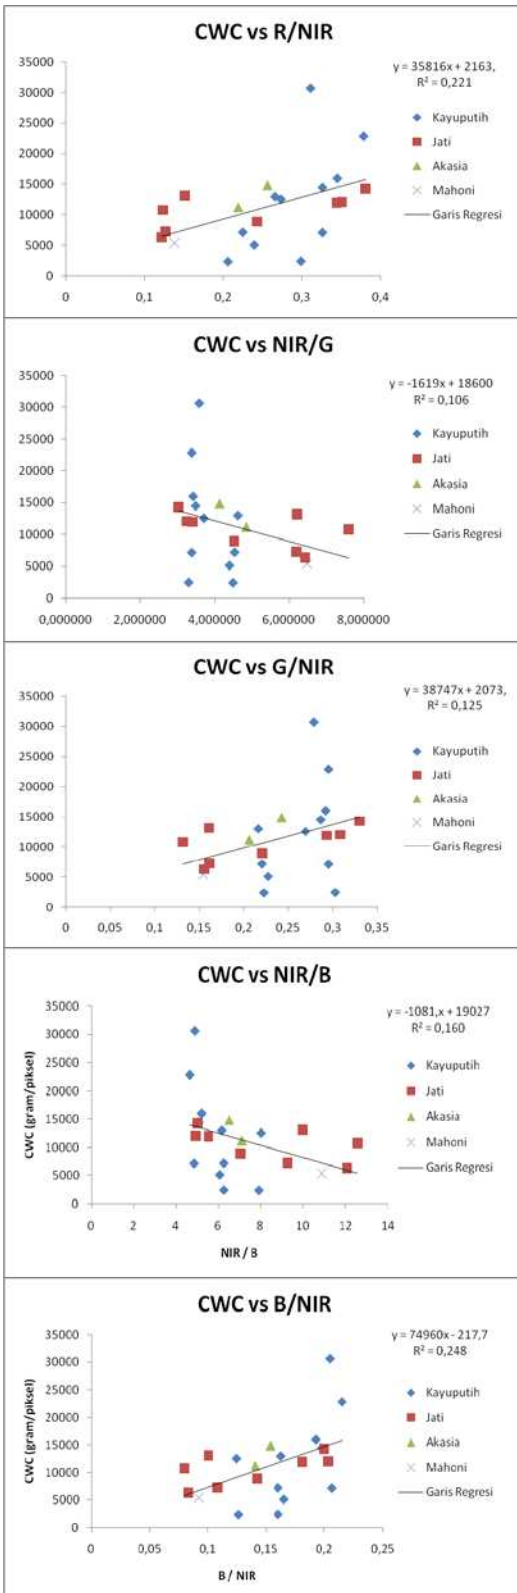 CWC vs R/NIR
y = 35816x + 2163,
R² = 0,221
35000
30000
25000
20000
15000
10000
5000
0
0 0,1 0,2 0,3 0,4
Kayuputih
Jati
Akasia
Mahoni
Garis Regresi
CWC vs NIR/G
y = -1619x + 18600
R² = 0,106
35000
30000
25000
20000
15000
10000
5000
0
0,000000 2,000000 4,000000 6,000000 8,000000
Kayuputih
Jati
Akasia
Mahoni
Garis Regresi
CWC vs G/NIR
y = 38747x + 2073,
R² = 0,125
35000
30000
25000
20000
15000
10000
5000
0
0 0,05 0,1 0,15 0,2 0,25 0,3 0,35
Kayuputih
Jati
Akasia
Mahoni
Garis Regresi
CWC vs NIR/B
y = -1081,x + 19027
R² = 0,160
CWC (gram/piksel)
35000
30000
25000
20000
15000
10000
5000
0
0 2 4 6 8 10 12 14
NIR / B
Kayuputih
Jati
Akasia
Mahoni
Garis Regresi
CWC vs B/NIR
y = 74960x - 217,7
R² = 0,248
CWC (gram/piksel)
35000
30000
25000
20000
15000
10000
5000
0
0 0,05 0,1 0,15 0,2 0,25
B / NIR
Kayuputih
Jati
Akasia
Mahoni
Garis Regresi